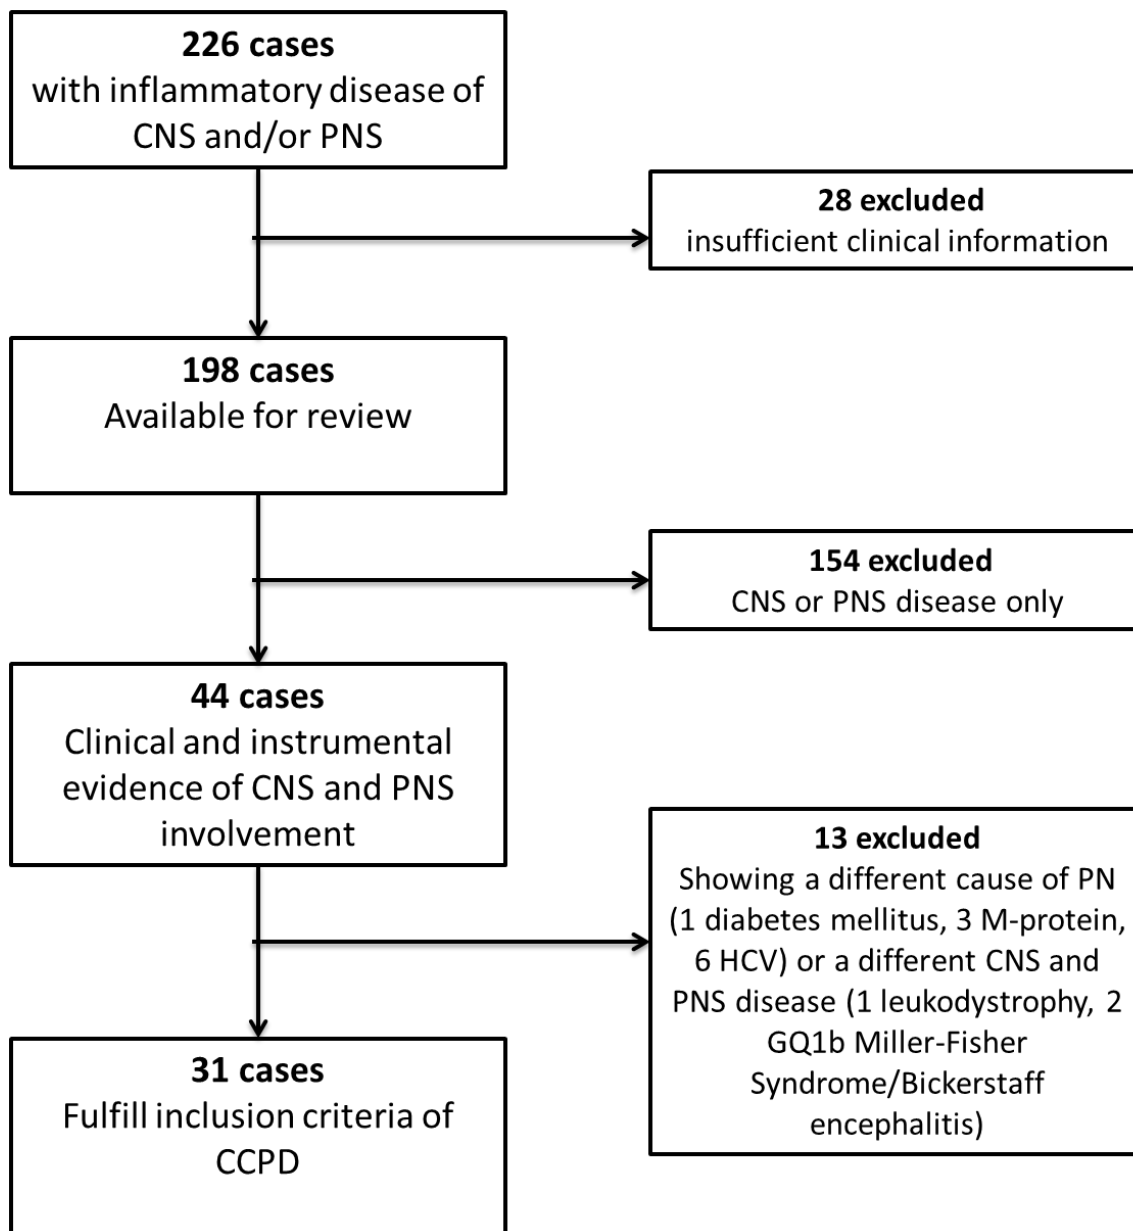 226 cases
with inflammatory disease of
CNS and/or PNS
28 excluded
insufficient clinical information
198 cases
Available for review
154 excluded
CNS or PNS disease only
44 cases
Clinical and instrumental
evidence of CNS and PNS
involvement
13 excluded
Showing a different cause of PN
(1 diabetes mellitus, 3 M-protein,
6 HCV) or a different CNS and
PNS disease (1 leukodystrophy, 2
GQ1b Miller-Fisher
Syndrome/Bickerstaff
encephalitis)
31 cases
Fulfill inclusion criteria of
CCPD